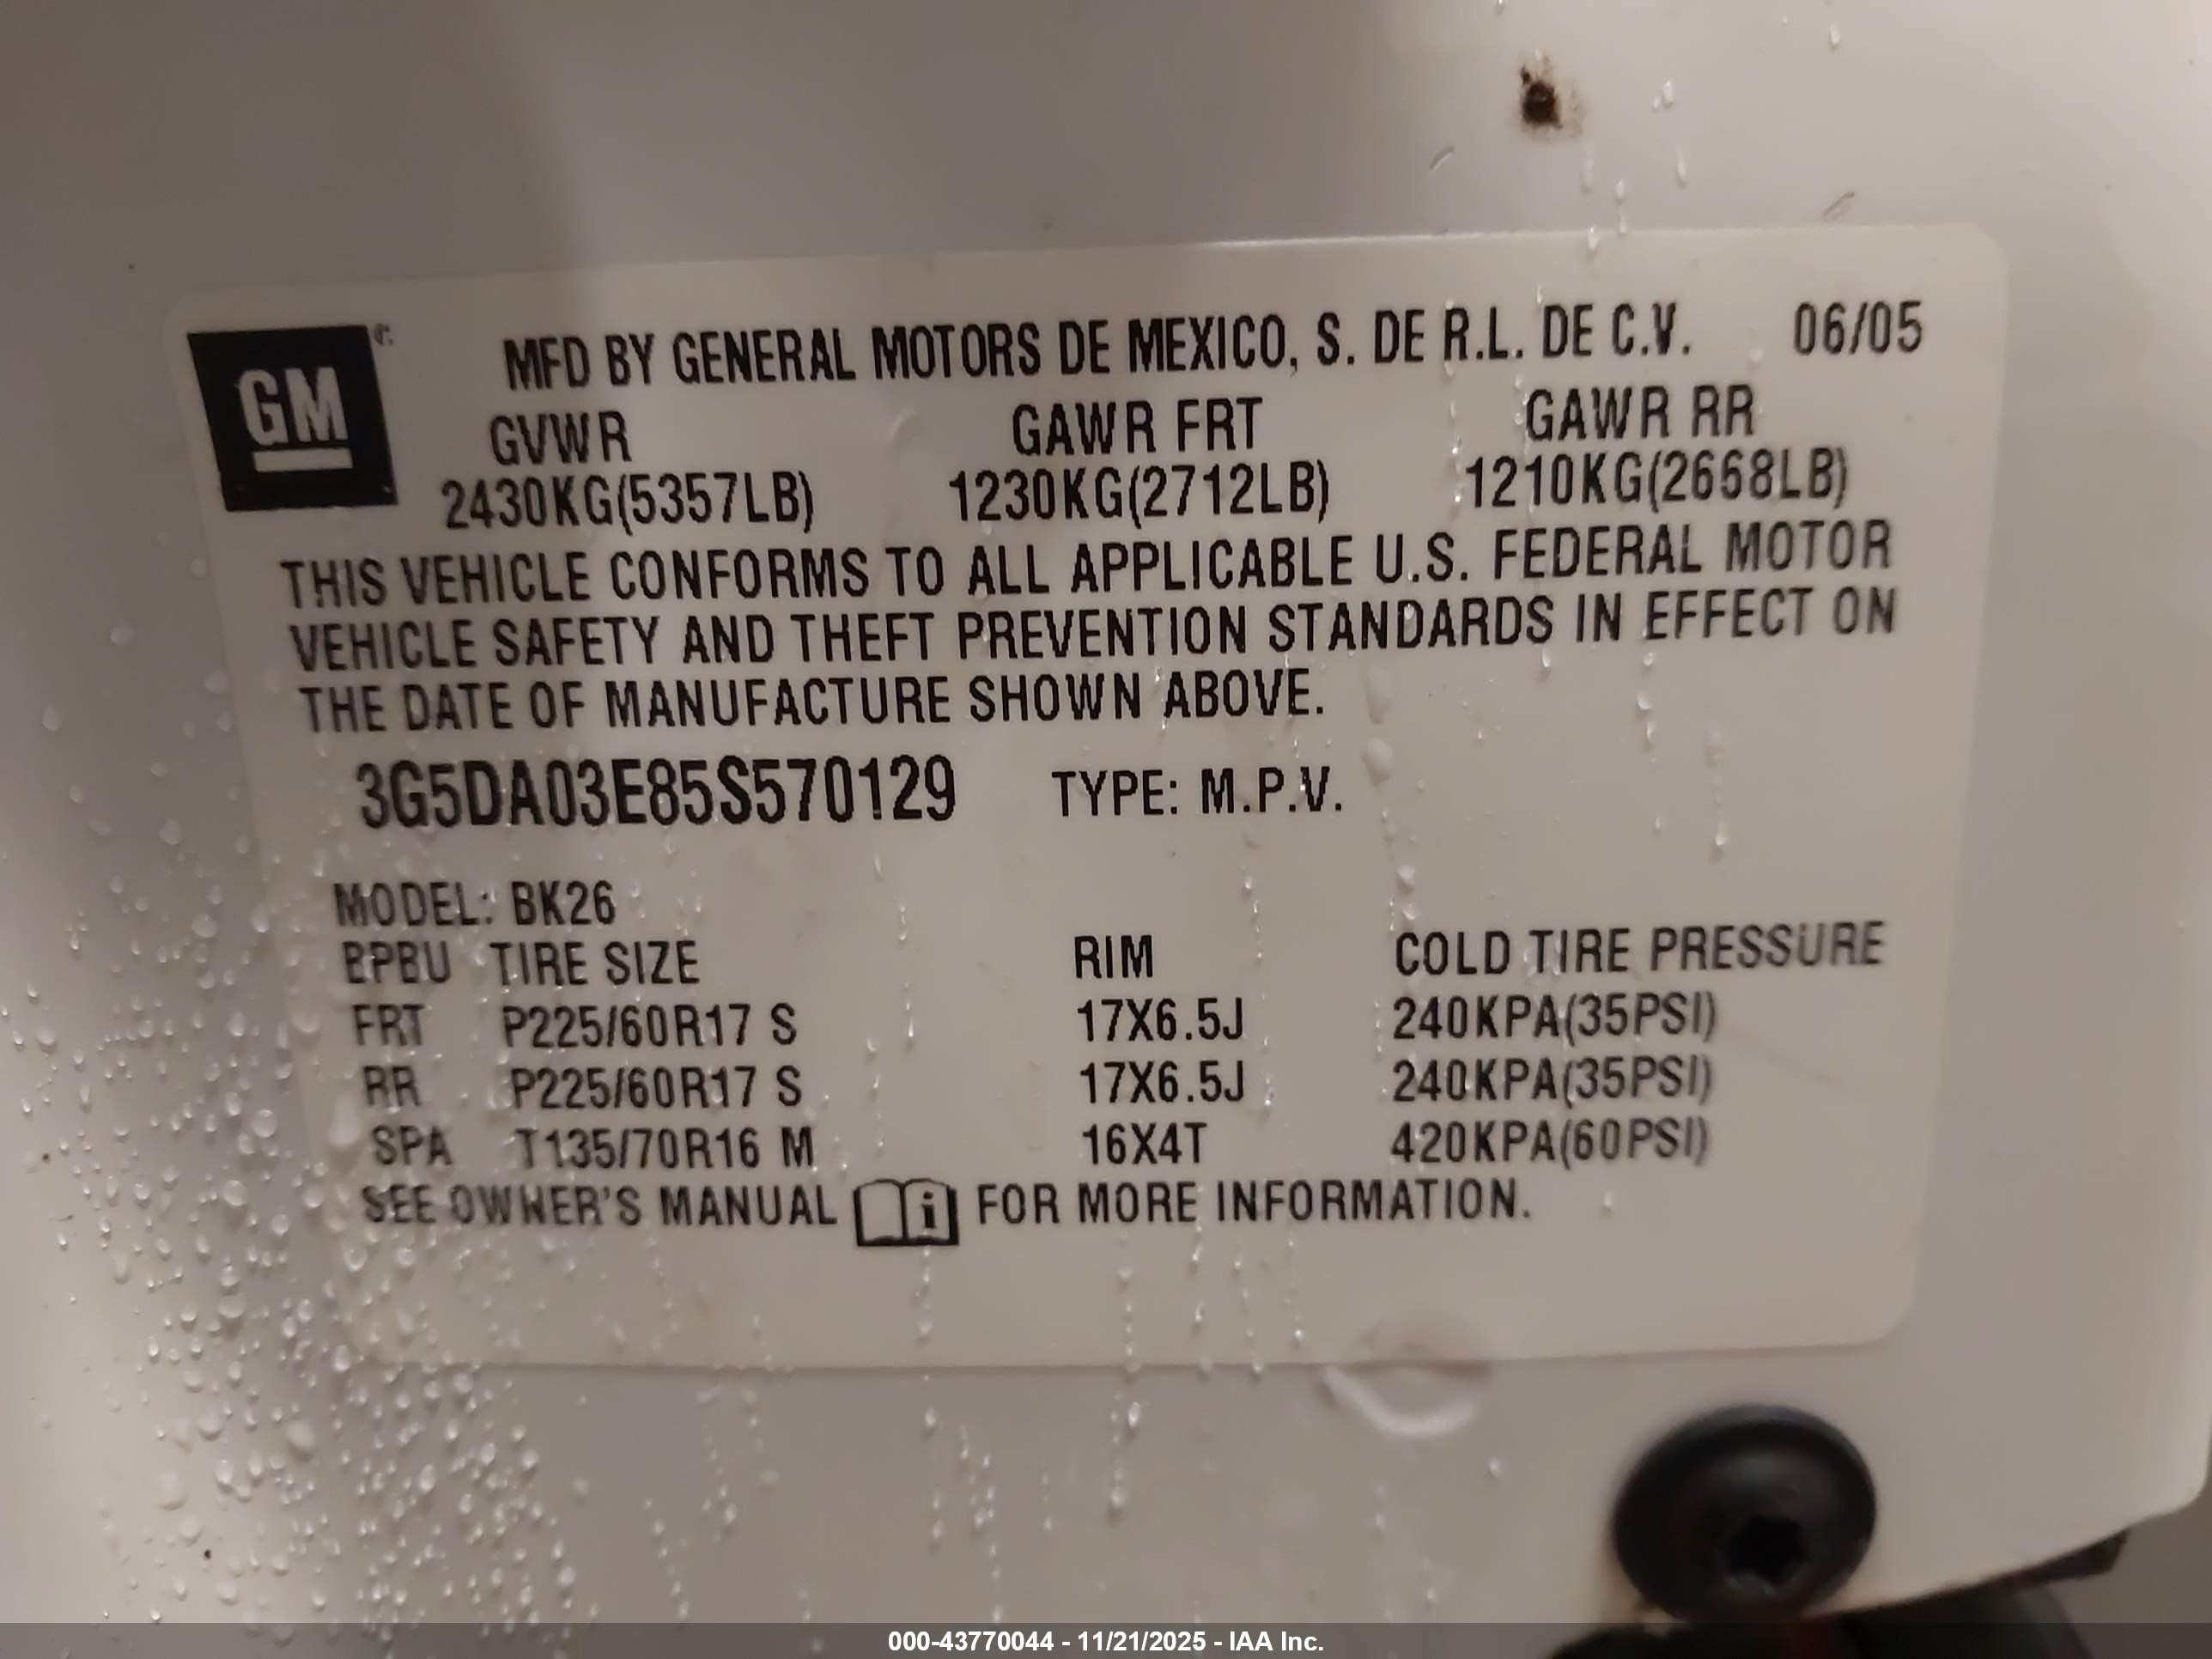 GM
MFD BY GENERAL MOTORS DE MEXICO, S. DE R.L. DE C.V. 06/05
GVWR GAWR FRT GAWR RR
2430KG(5357LB) 1230KG(2712LB) 1210KG(2668LB)
THIS VEHICLE CONFORMS TO ALL APPLICABLE U.S. FEDERAL MOTOR
VEHICLE SAFETY AND THEFT PREVENTION STANDARDS IN EFFECT ON
THE DATE OF MANUFACTURE SHOWN ABOVE.
3G5DA03E85S570129 TYPE: M.P.V.
MODEL: BK26
BPBU TIRE SIZE RIM COLD TIRE PRESSURE
FRT P225/60R17 S 17X6.5J 240KPA(35PSI)
RR P225/60R17 S 17X6.5J 240KPA(35PSI)
SPA T135/70R16 M 16X4T 420KPA(60PSI)
SEE OWNER'S MANUAL i FOR MORE INFORMATION.
000-43770044 - 11/21/2025 - IAA Inc.